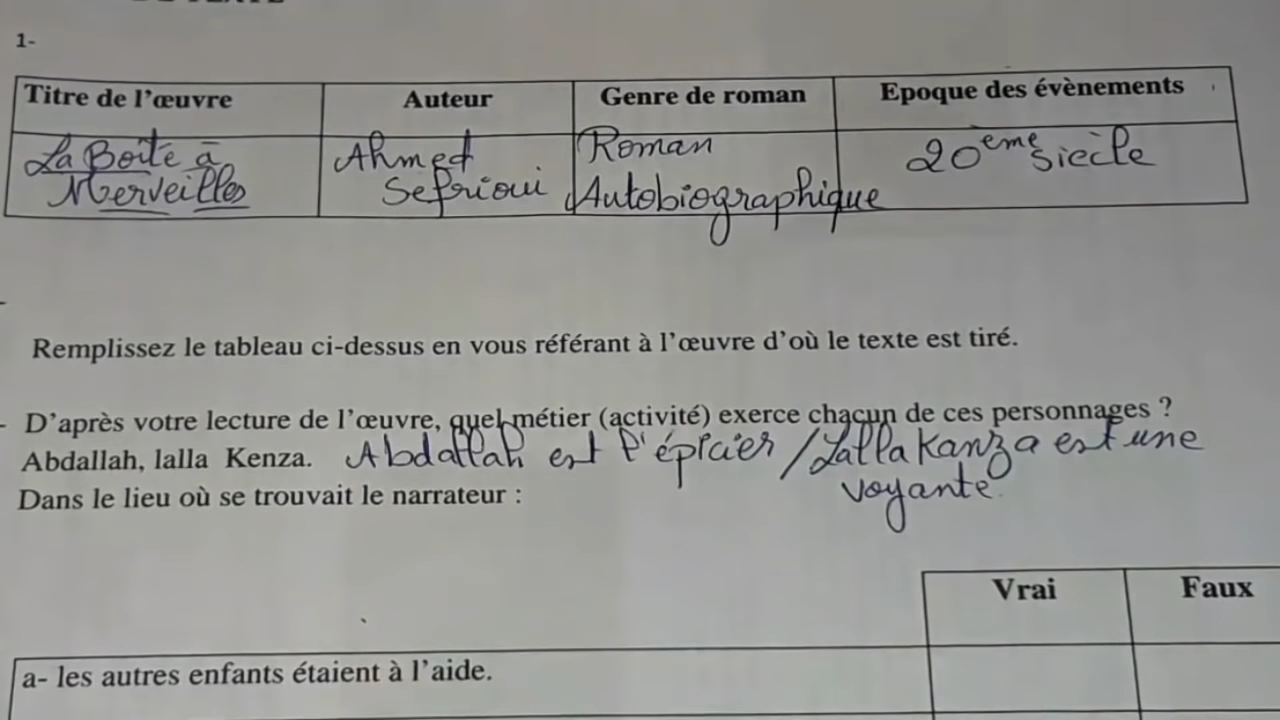 1-
Titre de l'œuvre Auteur Genre de roman Epoque des évènements
La Boîte à Ahmed Roman 20eme siècle
Merveilles Sefrioui Autobiographique
Remplissez le tableau ci-dessus en vous référant à l'œuvre d'où le texte est tiré.
- D'après votre lecture de l'œuvre, quel métier (activité) exerce chacun de ces personnages ?
Abdallah, lalla Kenza. Abdallah est l'épicier / Lalla Kanza est une
voyante.
Dans le lieu où se trouvait le narrateur :
Vrai Faux
a- les autres enfants étaient à l'aide.